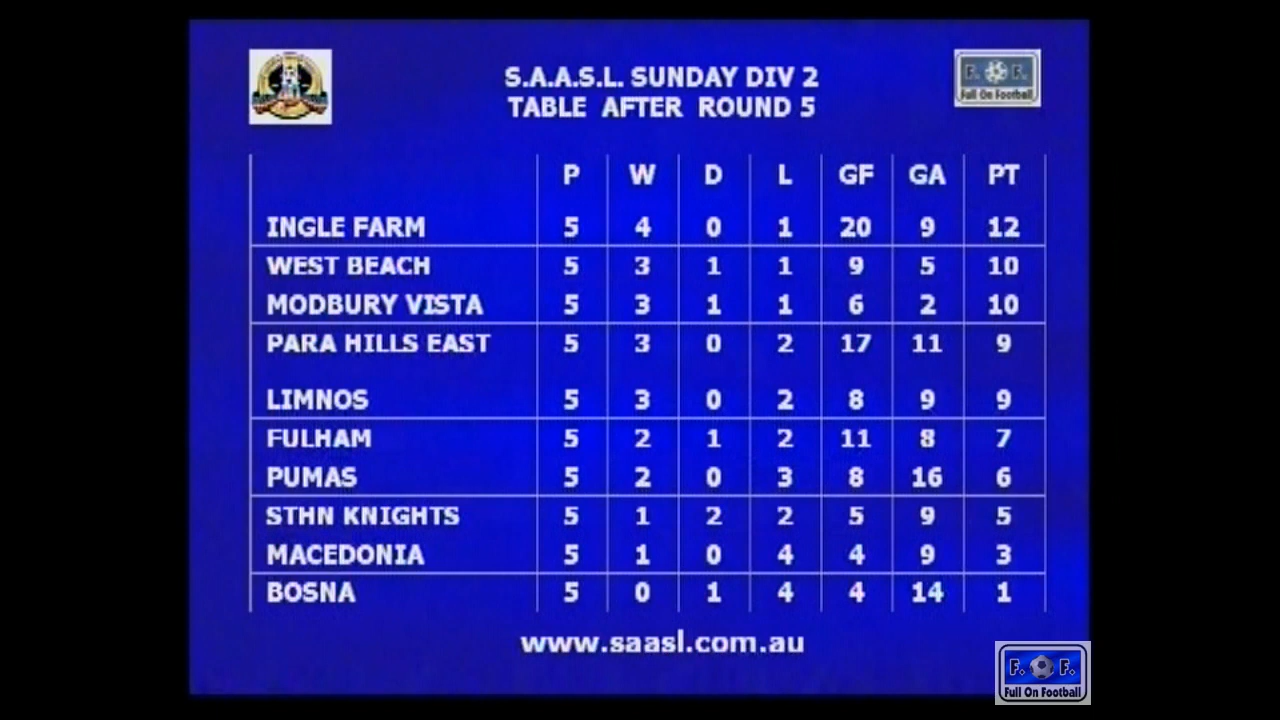 S.A.A.S.L. SUNDAY DIV 2
F. F.
Full On Football
TABLE AFTER ROUND 5
P W D L GF GA PT
INGLE FARM 5 4 0 1 20 9 12
WEST BEACH 5 3 1 1 9 5 10
MODBURY VISTA 5 3 1 1 6 2 10
PARA HILLS EAST 5 3 0 2 17 11 9
LIMNOS 5 3 0 2 8 9 9
FULHAM 5 2 1 2 11 8 7
PUMAS 5 2 0 3 8 16 6
STHN KNIGHTS 5 1 2 2 5 9 5
MACEDONIA 5 1 0 4 4 9 3
BOSNA 5 0 1 4 4 14 1
www.saasl.com.au
F. F.
Full On Football